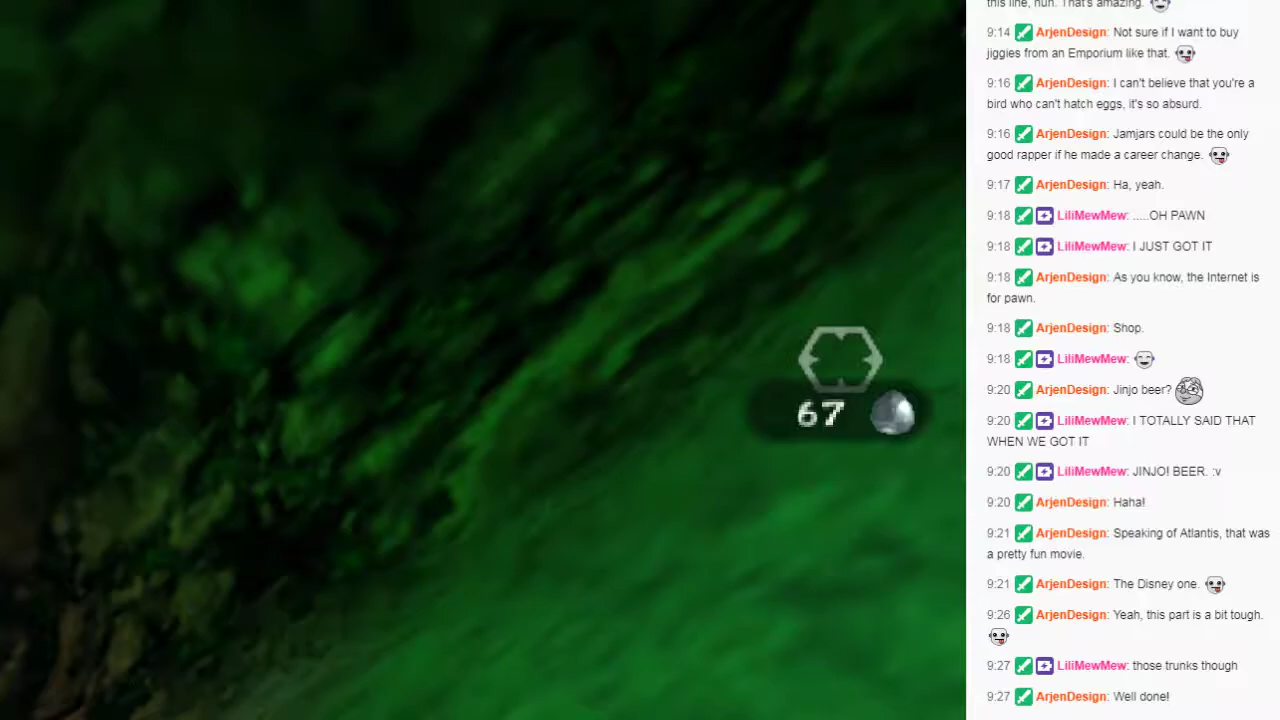 this line, huh. That's amazing.
9:14 ArjenDesign: Not sure if I want to buy
jiggies from an Emporium like that.
9:16 ArjenDesign: I can't believe that you're a
bird who can't hatch eggs, it's so absurd.
9:16 ArjenDesign: Jamjars could be the only
good rapper if he made a career change.
9:17 ArjenDesign: Ha, yeah.
9:18 LiliMewMew: .....OH PAWN
9:18 LiliMewMew: I JUST GOT IT
9:18 ArjenDesign: As you know, the Internet is
for pawn.
9:18 ArjenDesign: Shop.
9:18 LiliMewMew:
9:20 ArjenDesign: Jinjo beer?
9:20 LiliMewMew: I TOTALLY SAID THAT
WHEN WE GOT IT
9:20 LiliMewMew: JINJO! BEER. :v
9:20 ArjenDesign: Haha!
9:21 ArjenDesign: Speaking of Atlantis, that was
a pretty fun movie.
9:21 ArjenDesign: The Disney one.
9:26 ArjenDesign: Yeah, this part is a bit tough.
9:27 LiliMewMew: those trunks though
9:27 ArjenDesign: Well done!
67